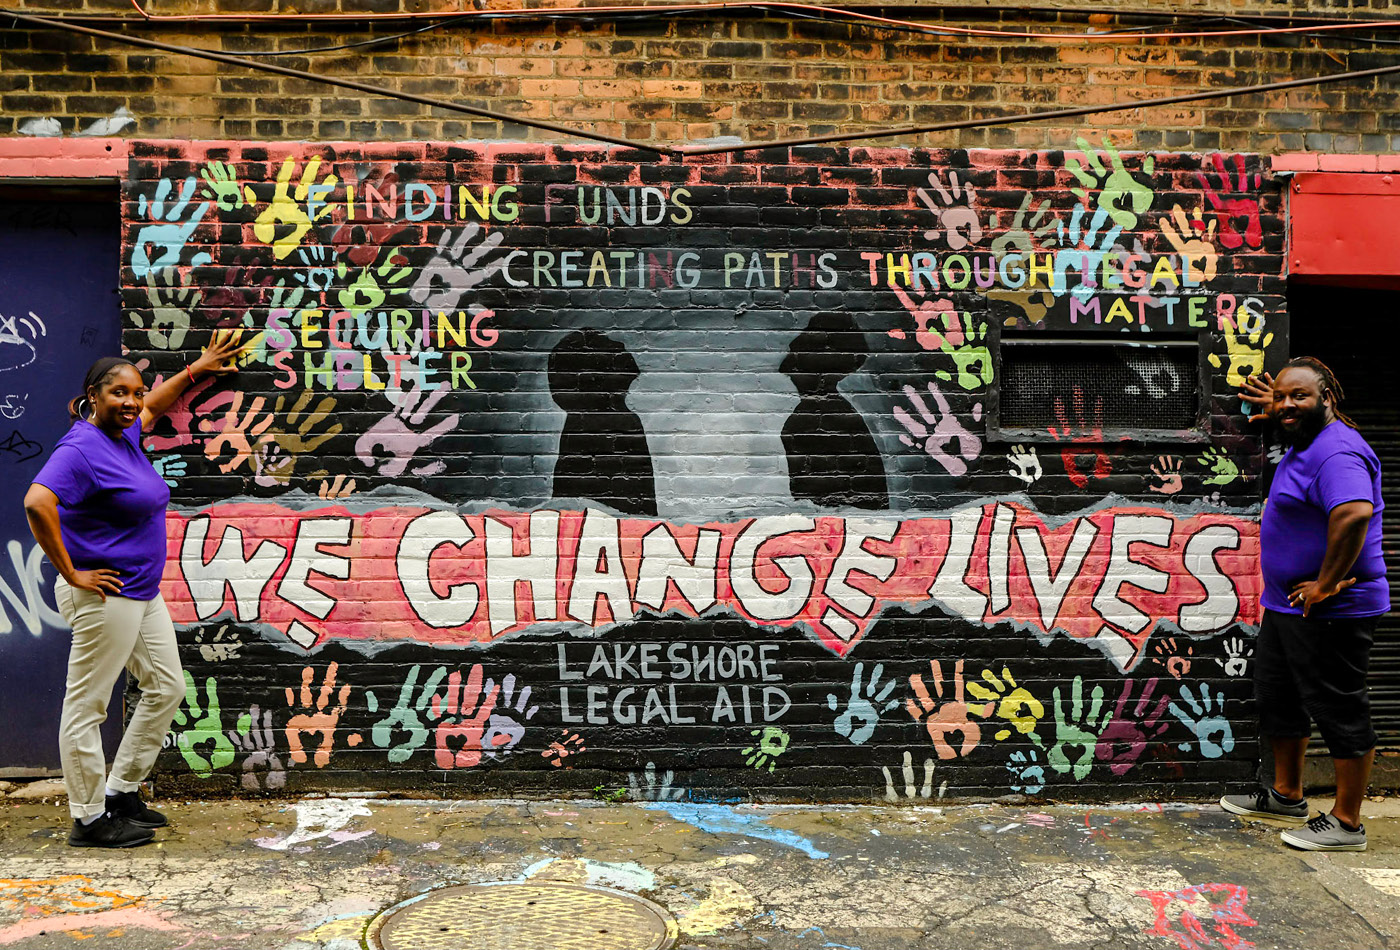 FINDING FUNDS
CREATING PATHS THROUGH LEGAL
MATTERS
SECURING
SHELTER
WE CHANGE LIVES
LAKESHORE
LEGAL AID